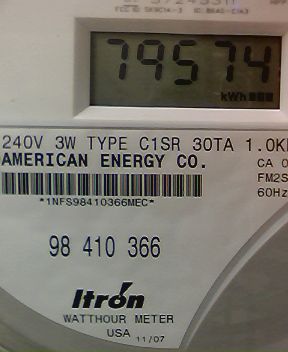 79574
kWh
240V 3W TYPE C1SR 30TA 1.0K
AMERICAN ENERGY CO.
CA 0
FM2S
60Hz
*1NFS98410366MEC*
98 410 366
Itron
WATTHOUR METER
USA 11/07